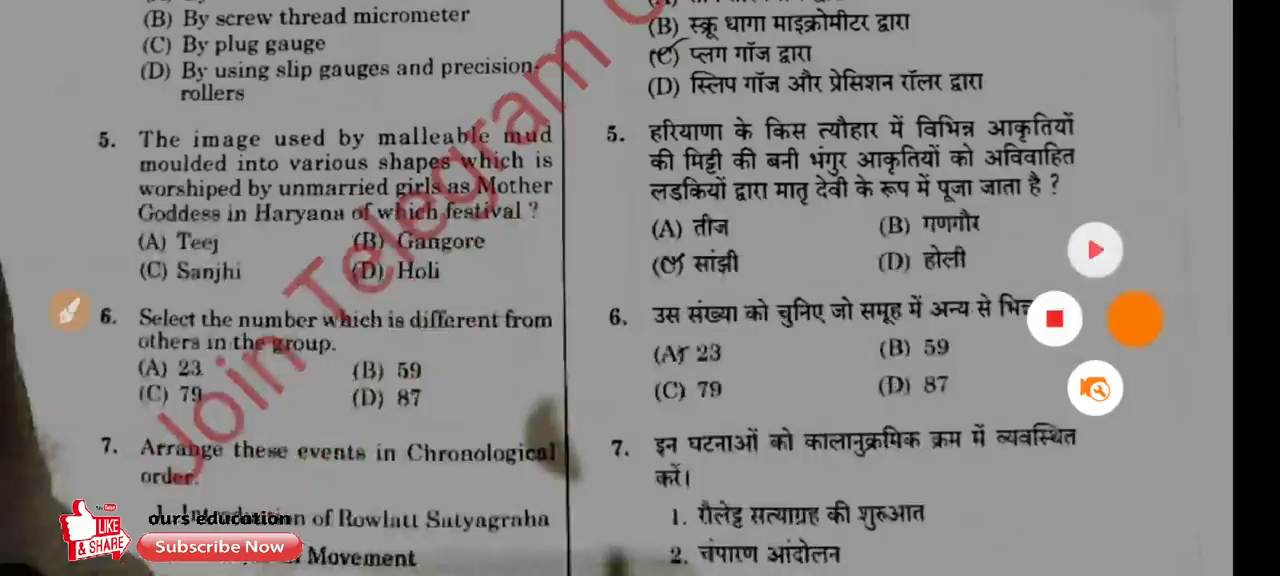 (B) By screw thread micrometer
(C) By plug gauge
(D) By using slip gauges and precision-
rollers
5. The image used by malleable mud
moulded into various shapes which is
worshiped by unmarried girls as Mother
Goddess in Haryana of which festival ?
(A) Teej (B) Gangore
(C) Sanjhi (D) Holi
6. Select the number which is different from
others in the group.
(A) 23 (B) 59
(C) 79 (D) 87
7. Arrange these events in Chronological
order.
of Rowlatt Satyagraha
Movement
(B) स्क्रू धागा माइक्रोमीटर द्वारा
(C) प्लग गॉज द्वारा
(D) स्लिप गॉज और प्रेसिशन रॉलर द्वारा
5. हरियाणा के किस त्यौहार में विभिन्न आकृतियों
की मिट्टी की बनी भंगुर आकृतियों को अविवाहित
लडकियों द्वारा मातृ देवी के रूप में पूजा जाता है ?
(A) तीज (B) गणगौर
(C) सांझी (D) होली
6. उस संख्या को चुनिए जो समूह में अन्य से
(A) 23 (B) 59
(C) 79 (D) 87
7. इन घटनाओं को कालानुक्रमिक क्रम में व्यवस्थित
करें।
1. रौलेट्ट सत्याग्रह की शुरुआत
2. चंपारण आंदोलन
Join Telegram
LIKE
& SHARE
ours education
Subscribe Now